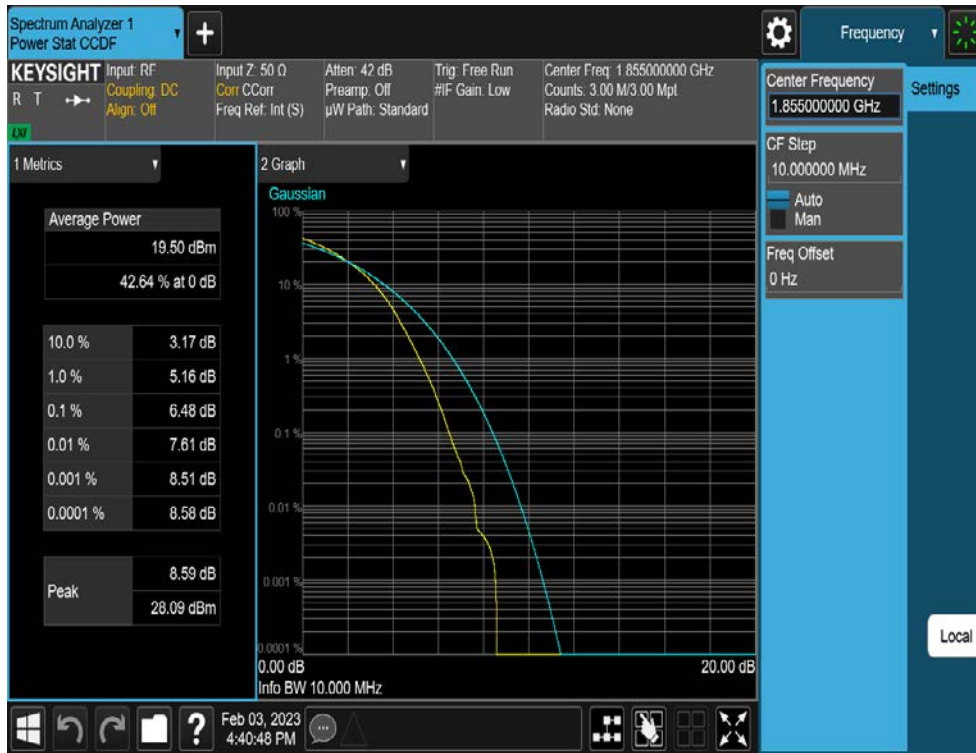 Spectrum Analyzer 1
Power Stat CCDF
+
Frequency
KEYSIGHT
R T
LXI
Input: RF
Coupling: DC
Align: Off
Input Z: 50 Ω
Corr CCorr
Freq Ref: Int (S)
Atten: 42 dB
Preamp: Off
µW Path: Standard
Trig: Free Run
#IF Gain: Low
Center Freq: 1.855000000 GHz
Counts: 3.00 M/3.00 Mpt
Radio Std: None
Center Frequency
1.855000000 GHz
Settings
CF Step
10.000000 MHz
Auto
Man
Freq Offset
0 Hz
Local
1 Metrics
Average Power
19.50 dBm
42.64 % at 0 dB
10.0 % 3.17 dB
1.0 % 5.16 dB
0.1 % 6.48 dB
0.01 % 7.61 dB
0.001 % 8.51 dB
0.0001 % 8.58 dB
Peak
8.59 dB
28.09 dBm
2 Graph
Gaussian
100 %
10 %
1 %
0.1 %
0.01 %
0.001 %
0.0001 %
0.00 dB 20.00 dB
Info BW 10.000 MHz
?
Feb 03, 2023
4:40:48 PM